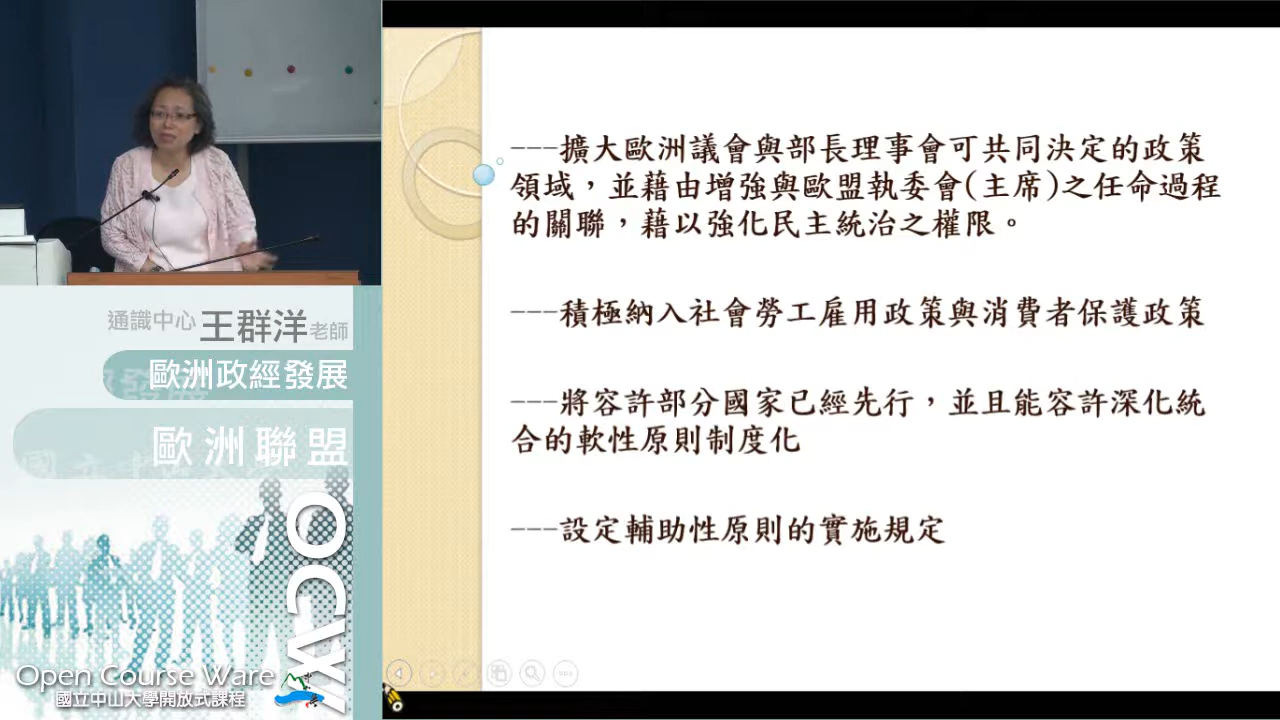 ---擴大歐洲議會與部長理事會可共同決定的政策
領域，並藉由增強與歐盟執委會(主席)之任命過程
的關聯，藉以強化民主統治之權限。
---積極納入社會勞工雇用政策與消費者保護政策
---將容許部分國家已經先行，並且能容許深化統
合的軟性原則制度化
---設定輔助性原則的實施規定
通識中心 王群洋 老師
歐洲政經發展
歐洲聯盟
OCW
Open Course Ware
國立中山大學開放式課程